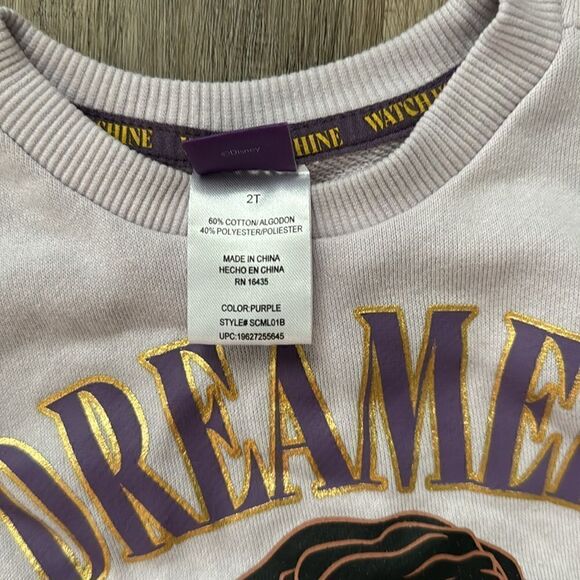 HINE
HINE
WATCH
©Disney
2T
60% COTTON/ALGODON
40% POLYESTER/POLIESTER
MADE IN CHINA
HECHO EN CHINA
RN 16435
COLOR:PURPLE
STYLE# SCML01B
UPC:19627255645
DREAME